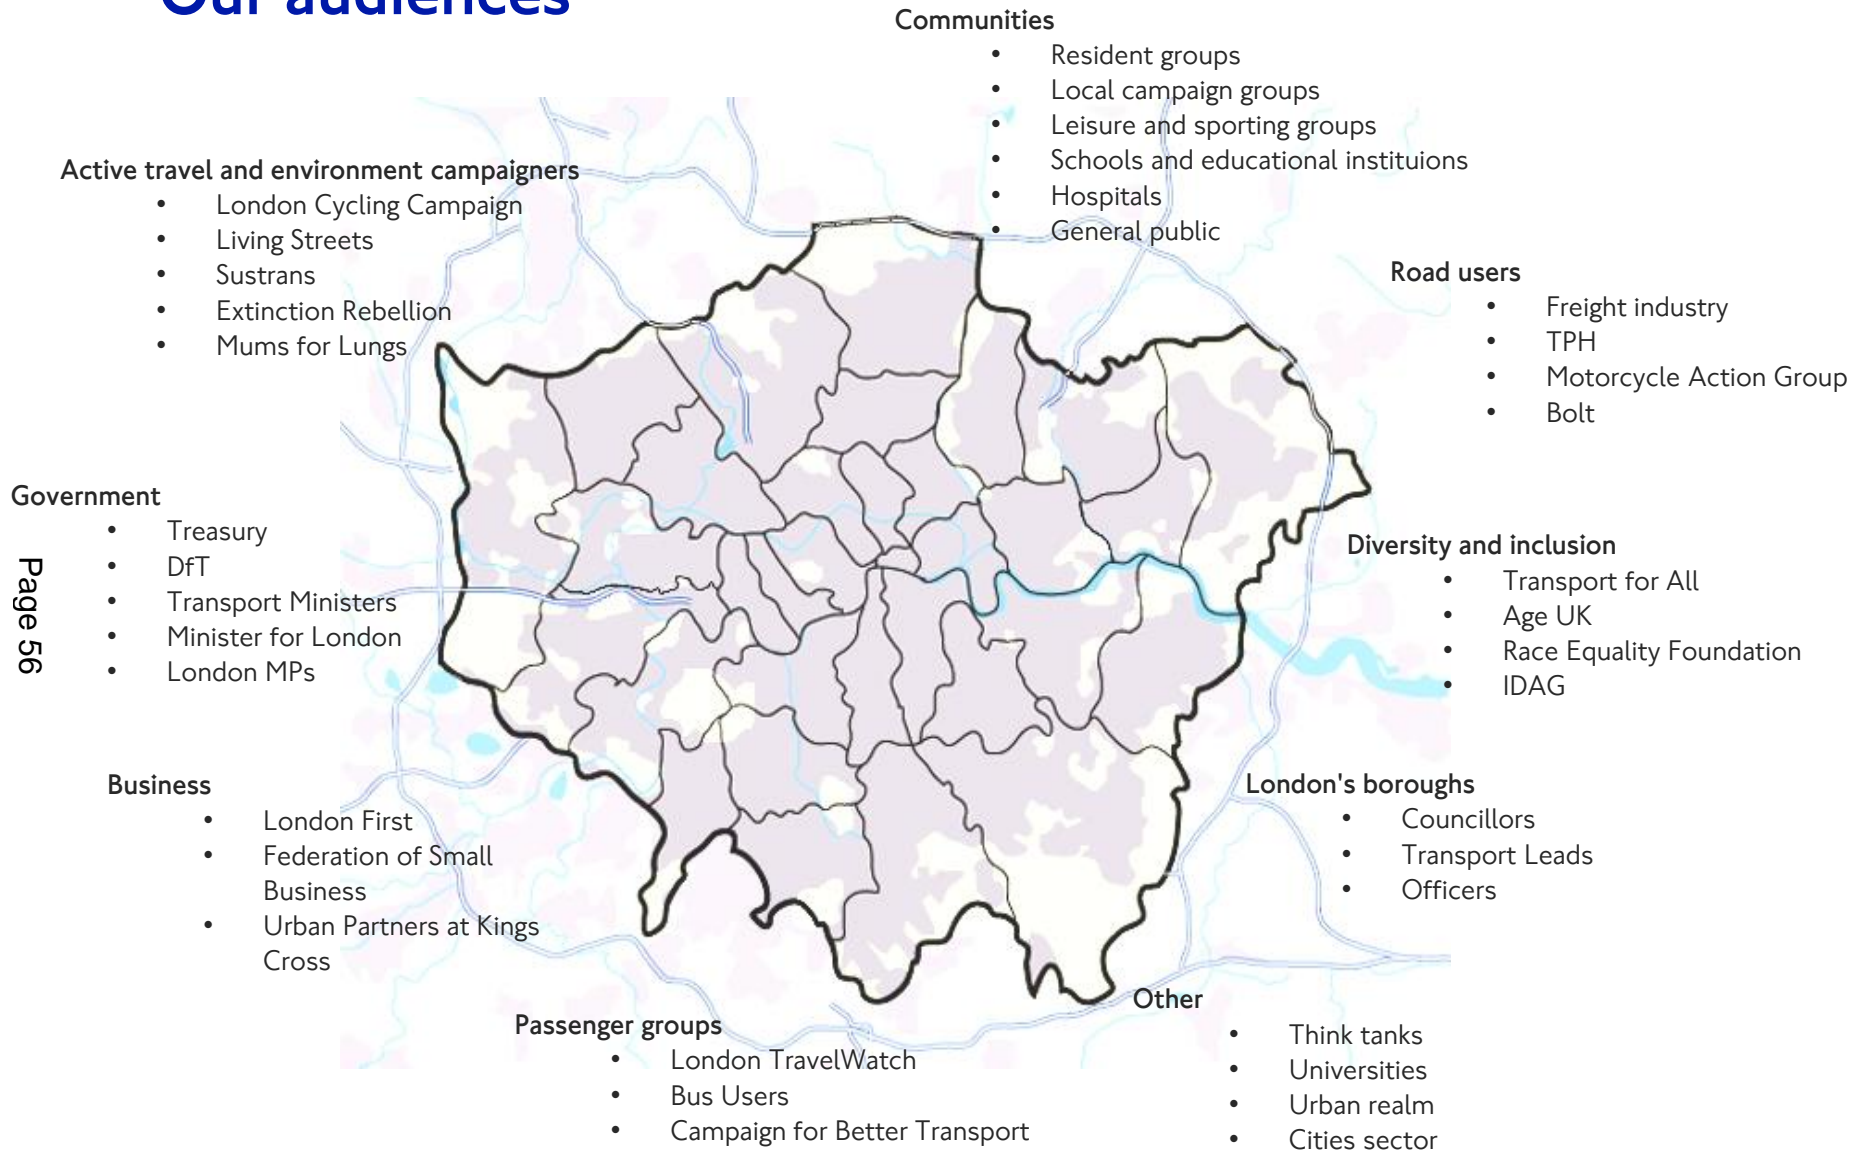 Our audiences
Communities
• Resident groups
• Local campaign groups
• Leisure and sporting groups
• Schools and educational instituions
• Hospitals
• General public
Active travel and environment campaigners
• London Cycling Campaign
• Living Streets
• Sustrans
• Extinction Rebellion
• Mums for Lungs
Road users
• Freight industry
• TPH
• Motorcycle Action Group
• Bolt
Government
• Treasury
• DfT
• Transport Ministers
• Minister for London
• London MPs
Page 56
Diversity and inclusion
• Transport for All
• Age UK
• Race Equality Foundation
• IDAG
Business
• London First
• Federation of Small
Business
• Urban Partners at Kings
Cross
London's boroughs
• Councillors
• Transport Leads
• Officers
Passenger groups
• London TravelWatch
• Bus Users
• Campaign for Better Transport
Other
• Think tanks
• Universities
• Urban realm
• Cities sector